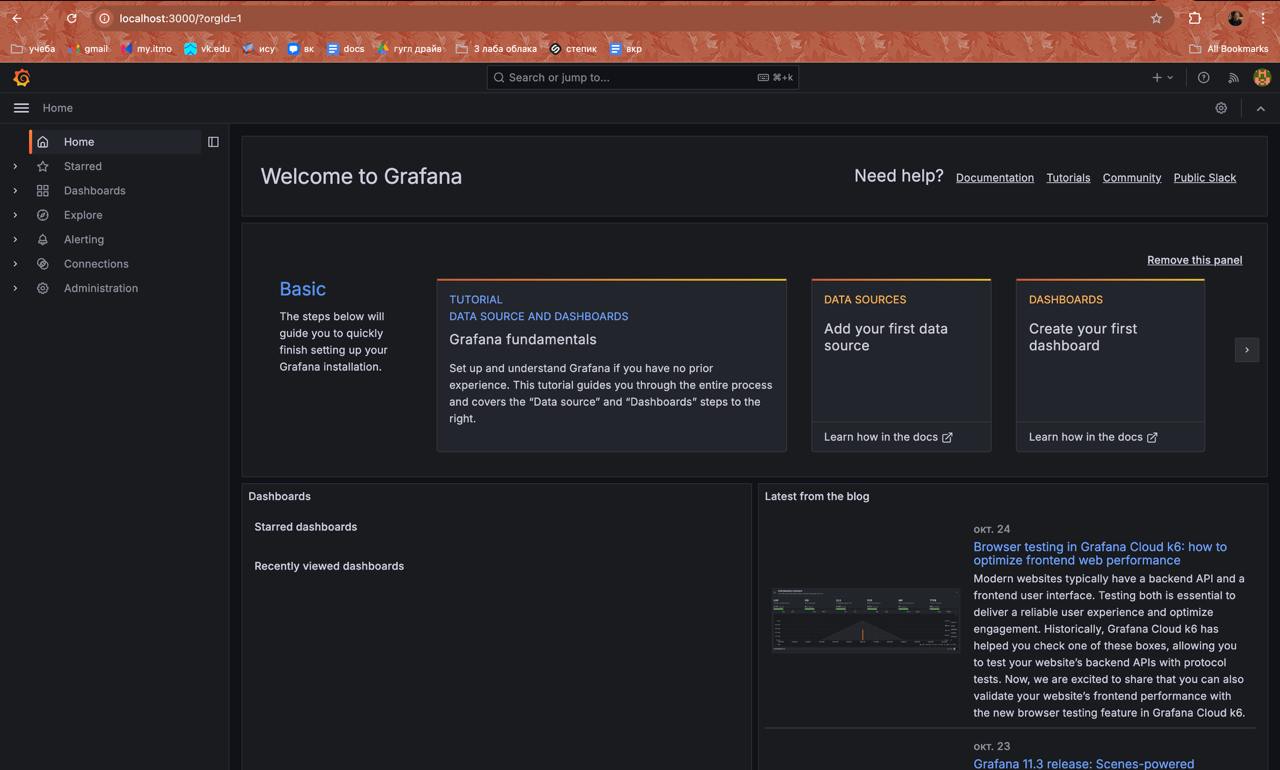 localhost:3000/?orgId=1
учёба gmail my.itmo vk.edu ису вк docs гугл драйв 3 лаба облака степик вкр All Bookmarks
Search or jump to... ⌘+k
Home
Home
Starred
Dashboards
Explore
Alerting
Connections
Administration
Welcome to Grafana
Need help? Documentation Tutorials Community Public Slack
Remove this panel
Basic
The steps below will
guide you to quickly
finish setting up your
Grafana installation.
TUTORIAL
DATA SOURCE AND DASHBOARDS
Grafana fundamentals
Set up and understand Grafana if you have no prior
experience. This tutorial guides you through the entire process
and covers the “Data source” and “Dashboards” steps to the
right.
DATA SOURCES
Add your first data
source
Learn how in the docs
DASHBOARDS
Create your first
dashboard
Learn how in the docs
Dashboards
Starred dashboards
Recently viewed dashboards
Latest from the blog
окт. 24
Browser testing in Grafana Cloud k6: how to
optimize frontend web performance
Modern websites typically have a backend API and a
frontend user interface. Testing both is essential to
deliver a reliable user experience and optimize
engagement. Historically, Grafana Cloud k6 has
helped you check one of these boxes, allowing you
to test your website’s backend APIs with protocol
tests. Now, we are excited to share that you can also
validate your website’s frontend performance with
the new browser testing feature in Grafana Cloud k6.
окт. 23
Grafana 11.3 release: Scenes-powered